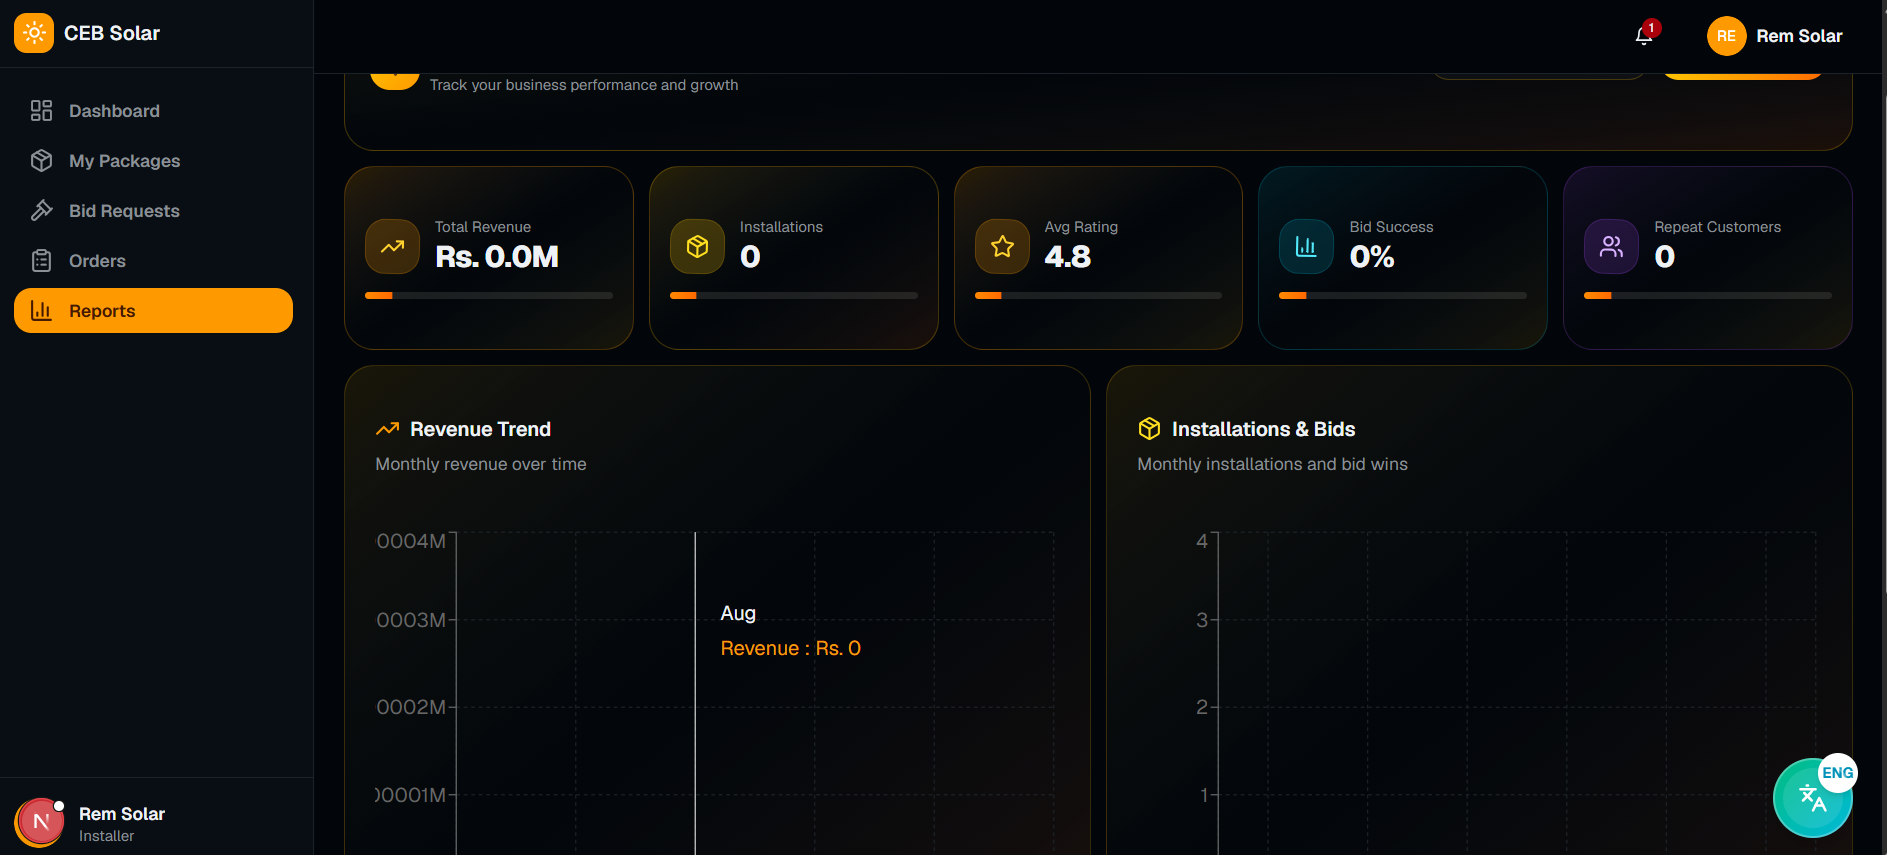 CEB Solar
1
RE
Rem Solar
Dashboard
My Packages
Bid Requests
Orders
Reports
Track your business performance and growth
Total Revenue
Rs. 0.0M
Installations
0
Avg Rating
4.8
Bid Success
0%
Repeat Customers
0
Revenue Trend
Monthly revenue over time
0004M
0003M
0002M
00001M
Aug
Revenue : Rs. 0
Installations & Bids
Monthly installations and bid wins
4
3
2
1
ENG
N
Rem Solar
Installer